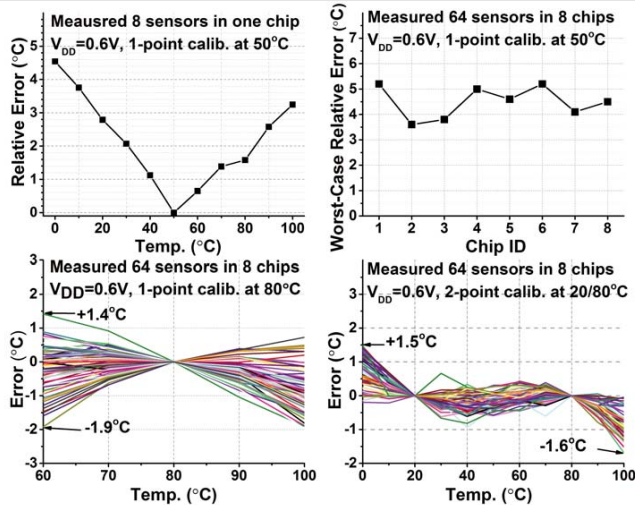 Measusred 8 sensors in one chip
V_DD=0.6V, 1-point calib. at 50°C
Relative Error (°C)
5
4
3
2
1
0
0 10 20 30 40 50 60 70 80 90 100
Temp. (°C)
Measured 64 sensors in 8 chips
V_DD=0.6V, 1-point calib. at 50°C
Worst-Case Relative Error (°C)
7
6
5
4
3
2
1
0
1 2 3 4 5 6 7 8
Chip ID
Measured 64 sensors in 8 chips
VDD=0.6V, 1-point calib. at 80°C
+1.4°C
-1.9°C
Error (°C)
3
2
1
0
-1
-2
-3
60 70 80 90 100
Temp. (°C)
Measured 64 sensors in 8 chips
V_DD=0.6V, 2-point calib. at 20/80°C
+1.5°C
-1.6°C
Error (°C)
4
3
2
1
0
-1
-2
0 20 40 60 80 100
Temp. (°C)